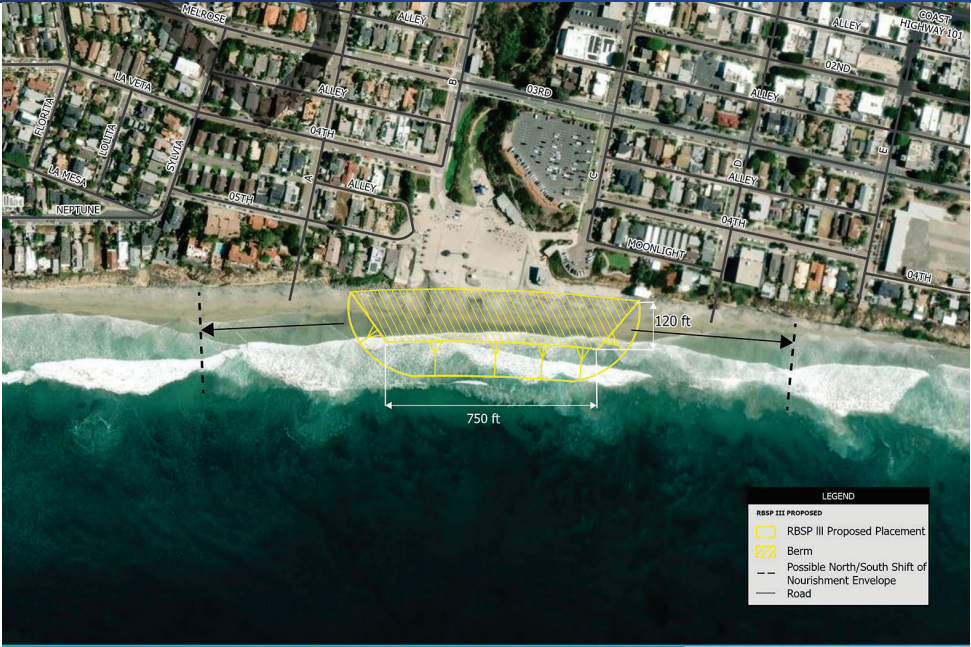 MELROSE
ALLEY
COAST
HIGHWAY 101
ALLEY
02ND
LA VETA
B
03RD
ALLEY
ALLEY
FLORITA
LOLITA
04TH
SYLVIA
E
D
C
ALLEY
LA MESA
A
ALLEY
05TH
NEPTUNE
04TH
MOONLIGHT
04TH
120 ft
750 ft
LEGEND
RBSP III PROPOSED
RBSP III Proposed Placement
Berm
Possible North/South Shift of
Nourishment Envelope
Road